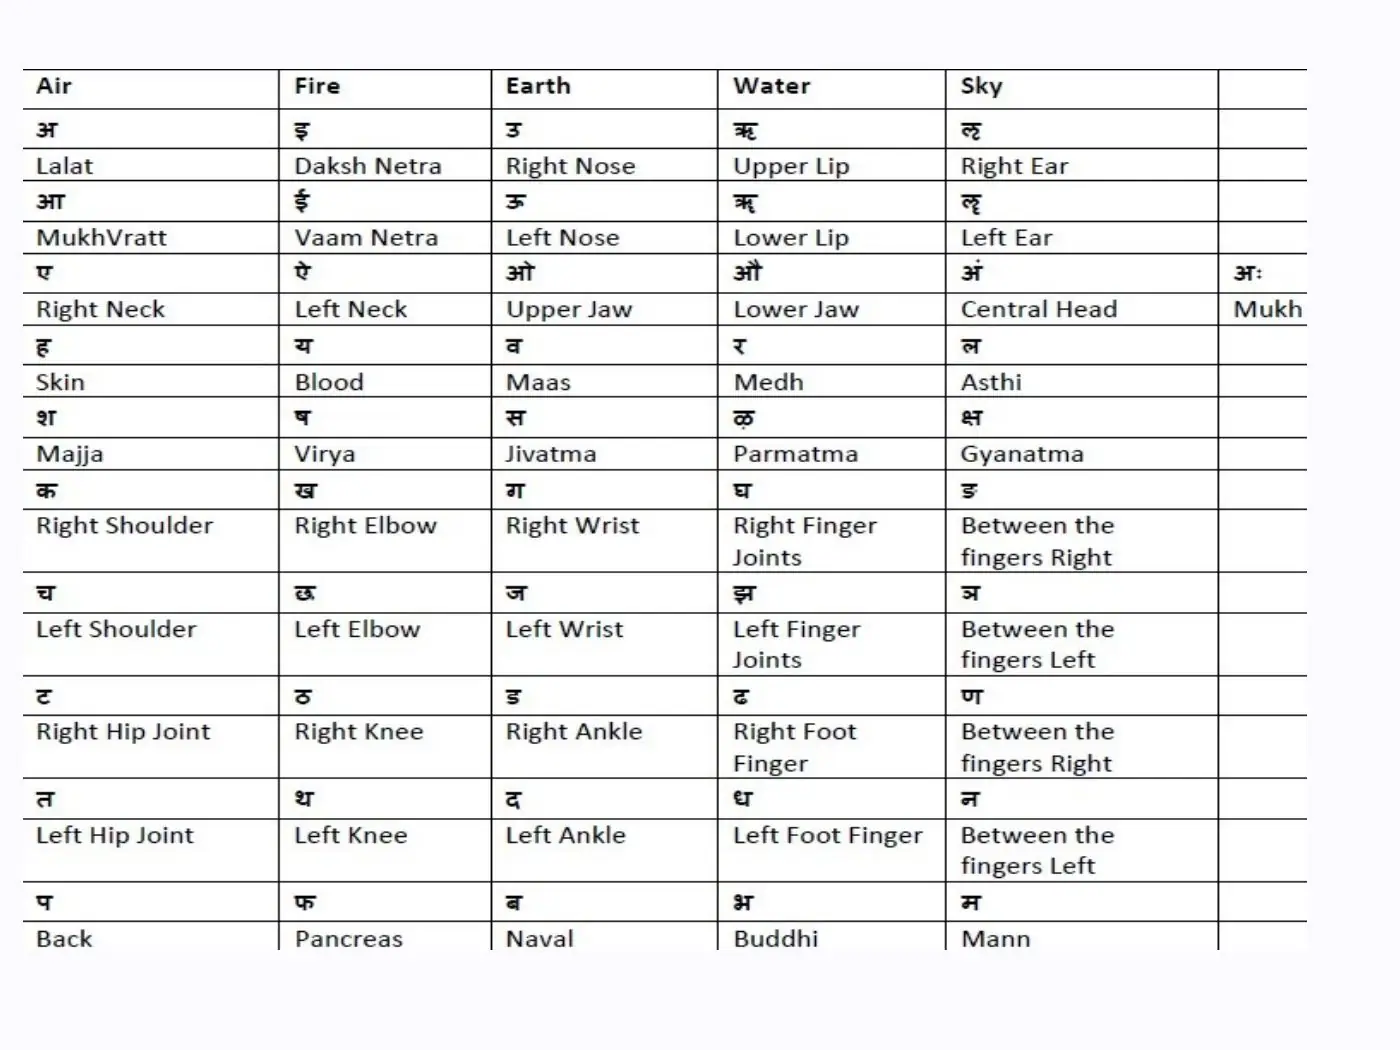 Air Fire Earth Water Sky
अ इ उ ऋ ऌ
Lalat Daksh Netra Right Nose Upper Lip Right Ear
आ ई ऊ ॠ ॡ
MukhVratt Vaam Netra Left Nose Lower Lip Left Ear
ए ऐ ओ औ अं अः
Right Neck Left Neck Upper Jaw Lower Jaw Central Head Mukh
ह य व र ल
Skin Blood Maas Medh Asthi
श ष स ऴ क्ष
Majja Virya Jivatma Parmatma Gyanatma
क ख ग घ ङ
Right Shoulder Right Elbow Right Wrist Right Finger Between the
Joints fingers Right
च छ ज झ ञ
Left Shoulder Left Elbow Left Wrist Left Finger Between the
Joints fingers Left
ट ठ ड ढ ण
Right Hip Joint Right Knee Right Ankle Right Foot Between the
Finger fingers Right
त थ द ध न
Left Hip Joint Left Knee Left Ankle Left Foot Finger Between the
fingers Left
प फ ब भ म
Back Pancreas Naval Buddhi Mann